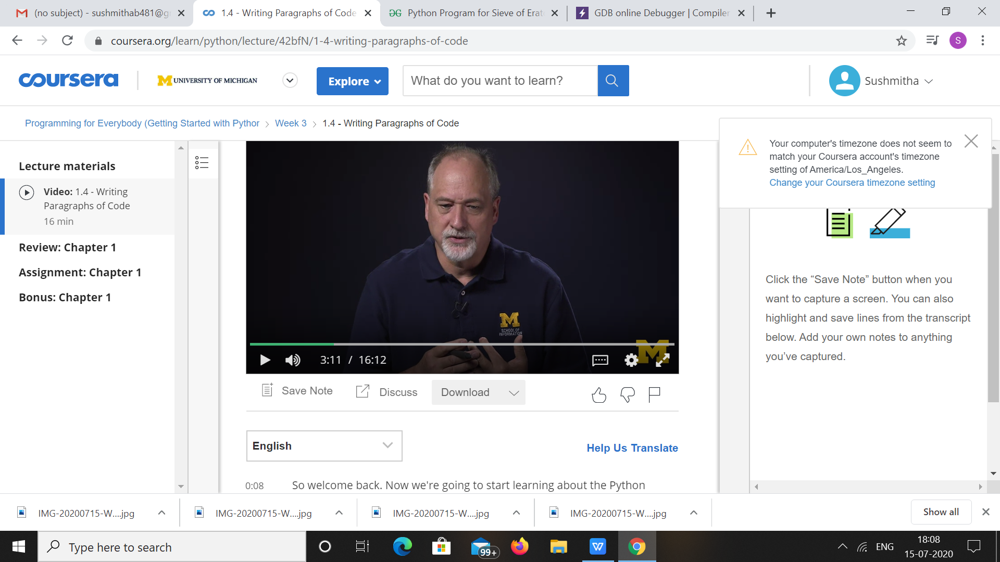 (no subject) - sushmithab481@g
1.4 - Writing Paragraphs of Code
Python Program for Sieve of Erat
GDB online Debugger | Compiler
coursera.org/learn/python/lecture/42bfN/1-4-writing-paragraphs-of-code
S
coursera
M UNIVERSITY OF MICHIGAN
Explore
What do you want to learn?
Sushmitha
Programming for Everybody (Getting Started with Python
Week 3
1.4 - Writing Paragraphs of Code
Your computer's timezone does not seem to
match your Coursera account's timezone
setting of America/Los_Angeles.
Change your Coursera timezone setting
Lecture materials
Video: 1.4 - Writing
Paragraphs of Code
16 min
Review: Chapter 1
Assignment: Chapter 1
Bonus: Chapter 1
M
SCHOOL OF
INFORMATION
M
3:11 / 16:12
Click the “Save Note” button when you
want to capture a screen. You can also
highlight and save lines from the transcript
below. Add your own notes to anything
you’ve captured.
Save Note
Discuss
Download
English
Help Us Translate
0:08
So welcome back. Now we're going to start learning about the Python
IMG-20200715-W....jpg
IMG-20200715-W....jpg
IMG-20200715-W....jpg
IMG-20200715-W....jpg
Show all
Type here to search
99+
W
ENG
18:08
15-07-2020